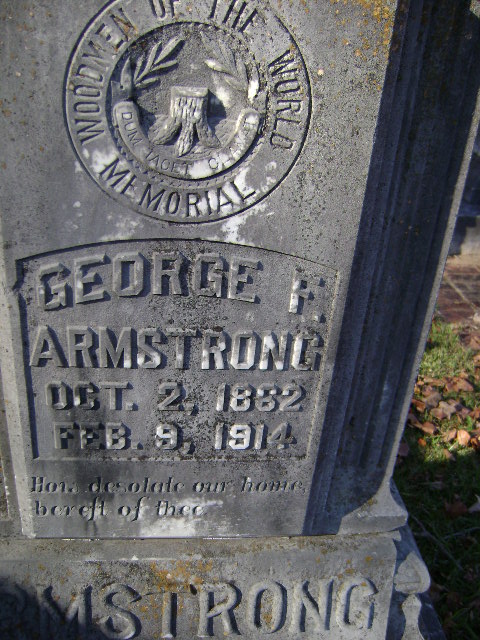 WOODMEN OF THE WORLD
MEMORIAL
DUM TACET CLAMAT
GEORGE F.
ARMSTRONG
OCT. 2, 1882
FEB. 9, 1914.
How desolate our home,
bereft of thee
ARMSTRONG